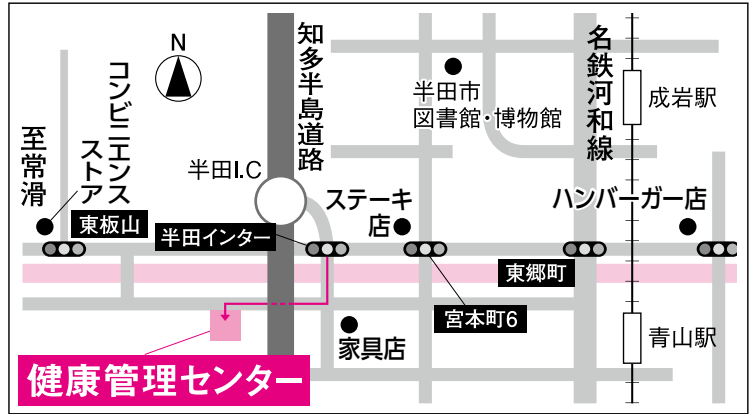 N
知多半島道路
名鉄河和線
コンビニエンス
ストア
至常滑
半田I.C
半田市
図書館・博物館
成岩駅
ステーキ
店
ハンバーガー店
東板山
半田インター
東郷町
宮本町6
家具店
青山駅
健康管理センター